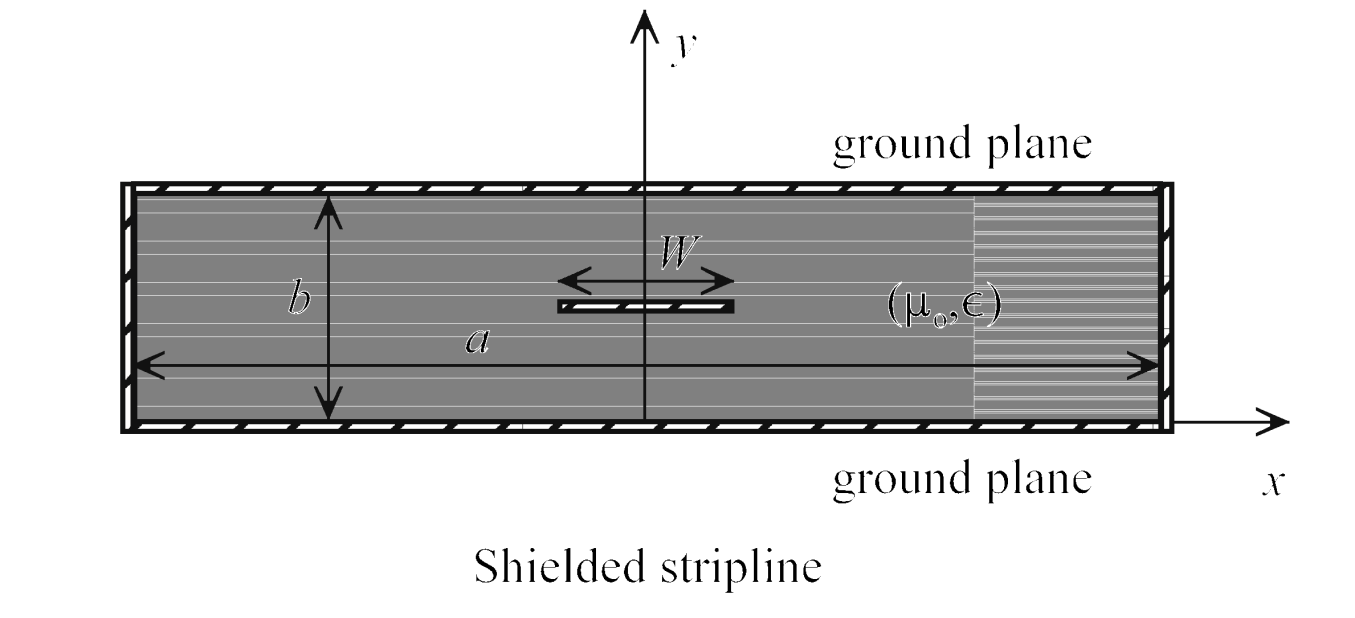 y
ground plane
W
b
(μₒ,ϵ)
a
ground plane
x
Shielded stripline